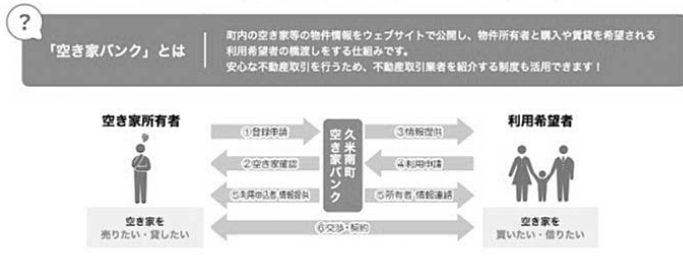 ?
「空き家バンク」とは
町内の空き家等の物件情報をウェブサイトで公開し、物件所有者と購入や賃貸を希望される
利用希望者の橋渡しをする仕組みです。
安心な不動産取引を行うため、不動産取引業者を紹介する制度も活用できます！
空き家所有者
利用希望者
①登録申請
③情報提供
久米南町
空き家バンク
②空き家確認
④利用申請
⑤利用申込者 情報提供
⑤所有者 情報連絡
空き家を
売りたい・貸したい
⑥交渉・契約
空き家を
買いたい・借りたい